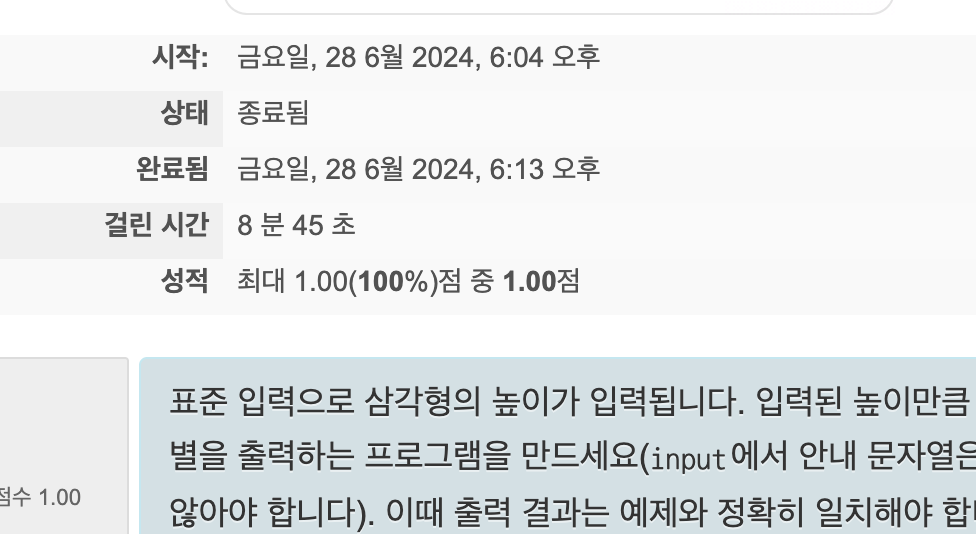 시작: 금요일, 28 6월 2024, 6:04 오후
상태 종료됨
완료됨 금요일, 28 6월 2024, 6:13 오후
걸린 시간 8 분 45 초
성적 최대 1.00(100%)점 중 1.00점
표준 입력으로 삼각형의 높이가 입력됩니다. 입력된 높이만큼
별을 출력하는 프로그램을 만드세요(input에서 안내 문자열은
점수 1.00
않아야 합니다). 이때 출력 결과는 예제와 정확히 일치해야